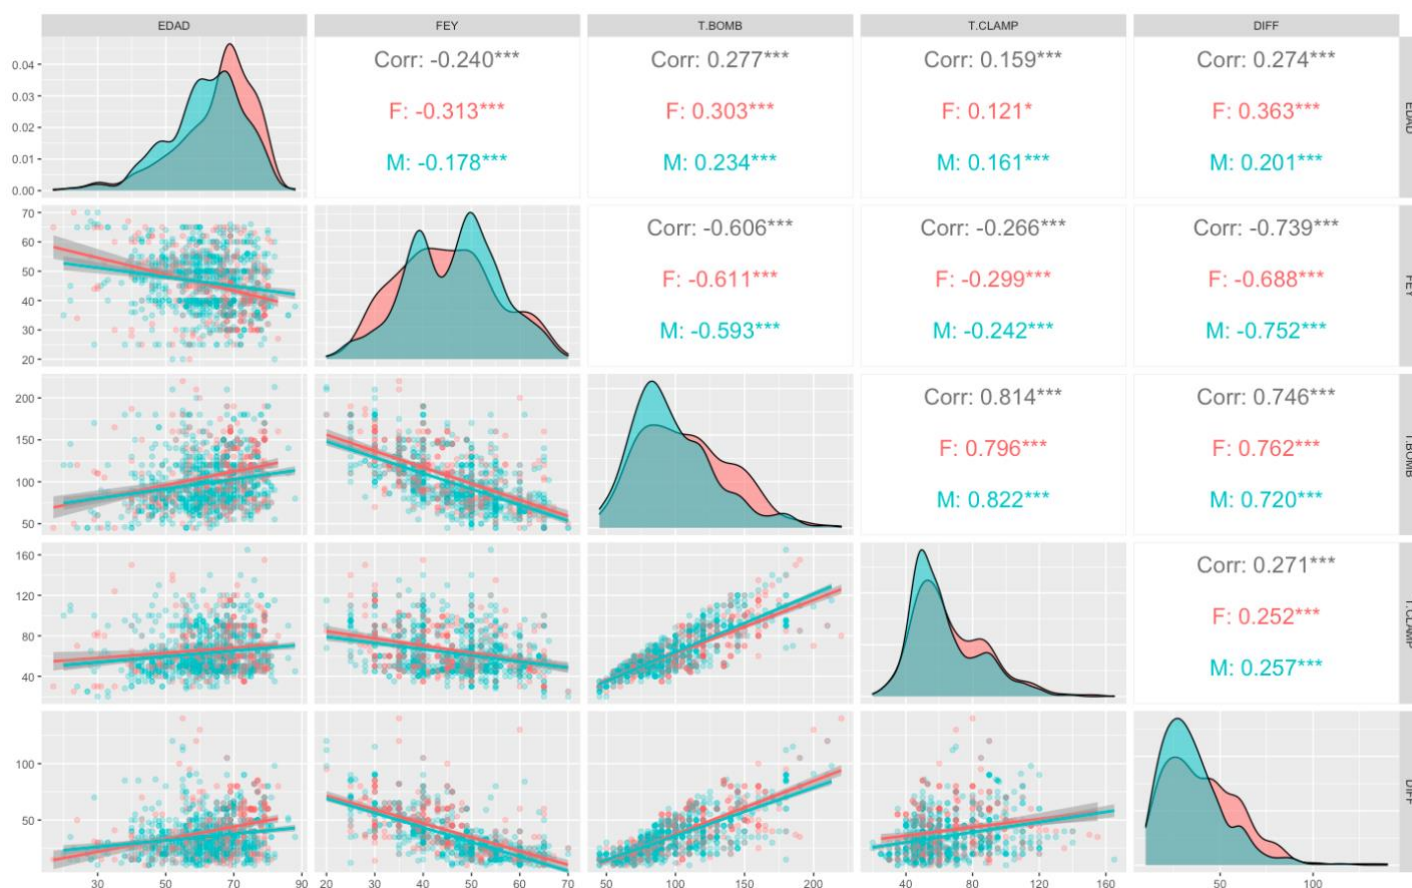 EDAD FEY T.BOMB T.CLAMP DIFF
0.04 Corr: -0.240*** Corr: 0.277*** Corr: 0.159*** Corr: 0.274***
0.03
0.02 F: -0.313*** F: 0.303*** F: 0.121* F: 0.363*** EDAD
0.01 M: -0.178*** M: 0.234*** M: 0.161*** M: 0.201***
0.00
70 Corr: -0.606*** Corr: -0.266*** Corr: -0.739***
60
50 F: -0.611*** F: -0.299*** F: -0.688*** FEY
40
30 M: -0.593*** M: -0.242*** M: -0.752***
20
200 Corr: 0.814*** Corr: 0.746***
150
100 F: 0.796*** F: 0.762*** T.BOMB
50 M: 0.822*** M: 0.720***
160 Corr: 0.271***
120
80 F: 0.252*** T.CLAMP
40 M: 0.257***
100
50 DIFF
30 50 70 90 20 30 40 50 60 70 50 100 150 200 40 80 120 160 50 100